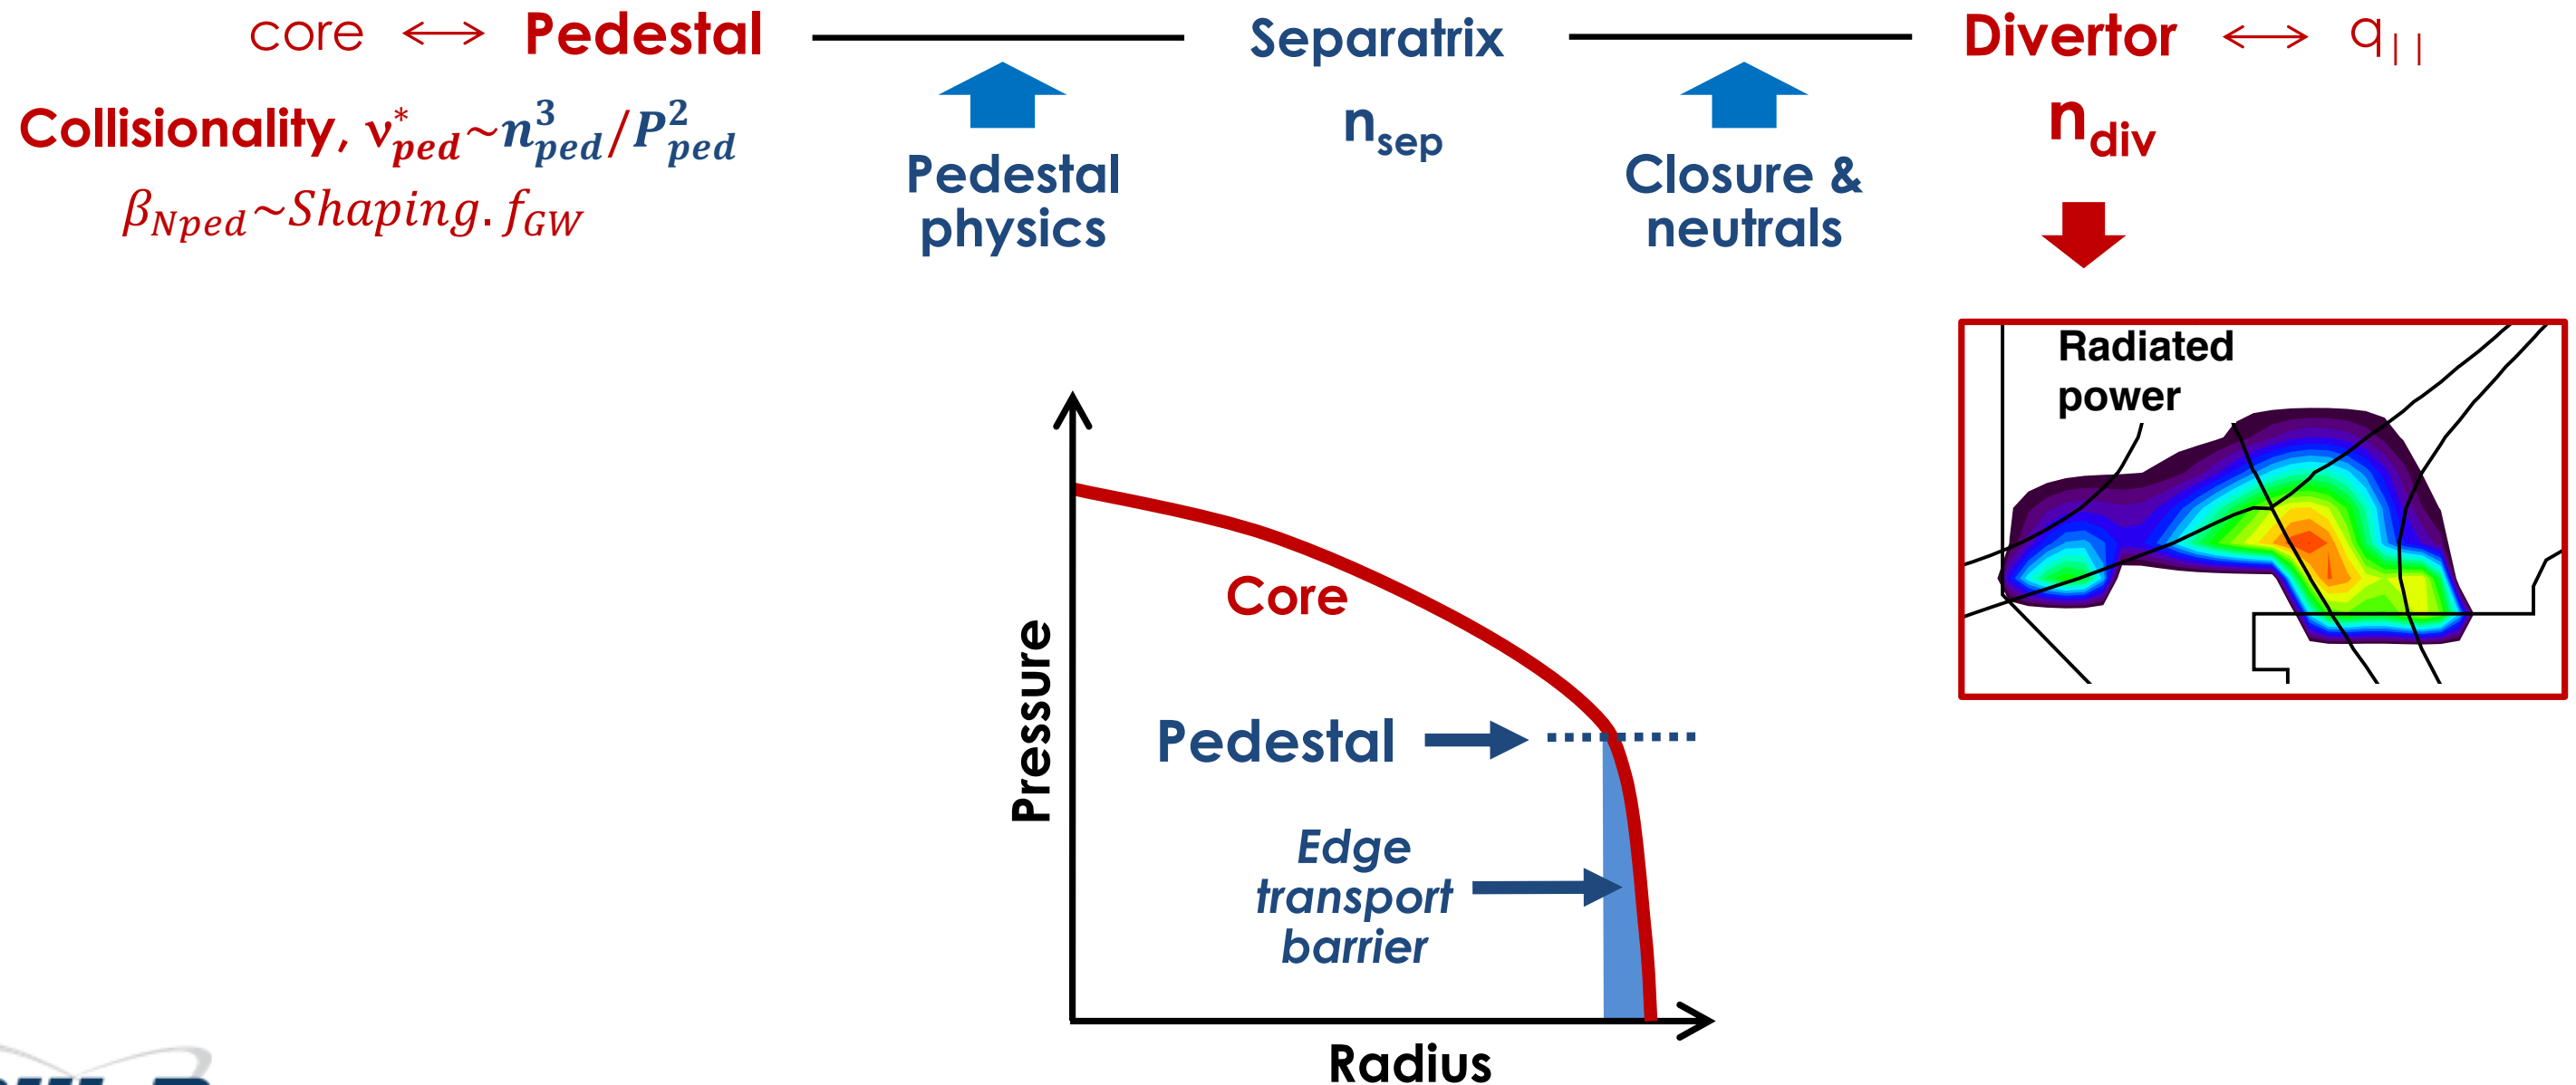 core ↔ Pedestal
Separatrix
Divertor ↔ q||
Collisionality, ν*ped~n³ped/P²ped
βNped~Shaping. fGW
Pedestal
physics
nsep
Closure &
neutrals
ndiv
Radiated
power
Core
Pedestal
Edge
transport
barrier
Pressure
Radius